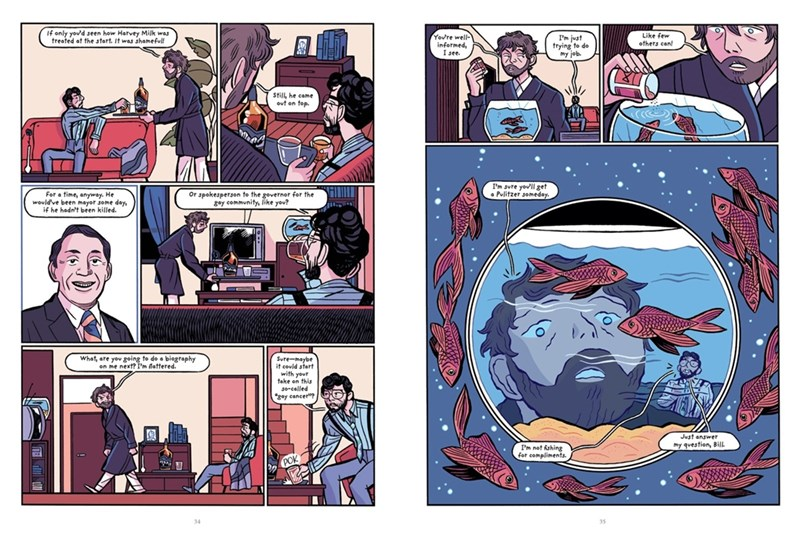 If only you'd seen how Harvey Milk was
treated at the start. It was shameful!
Still, he came
out on top.
For a time, anyway. He
would've been mayor some day,
if he hadn't been killed.
Or spokesperson to the governor for the
gay community, like you?
What, are you going to do a biography
on me next? I'm flattered.
Sure—maybe
it could start
with your
take on this
so-called
"gay cancer"?
POK
34
You're well-
informed,
I see.
I'm just
trying to do
my job.
Like few
others can!
I'm sure you'll get
a Pulitzer someday.
I'm not fishing
for compliments.
Just answer
my question, Bill.
35